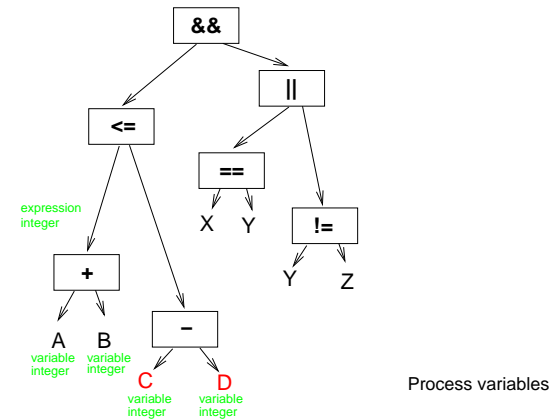 &&
||
<=
==
expression
integer
X Y
!=
+
Y Z
A B
–
variable variable
integer integer
C D
Process variables
variable variable
integer integer